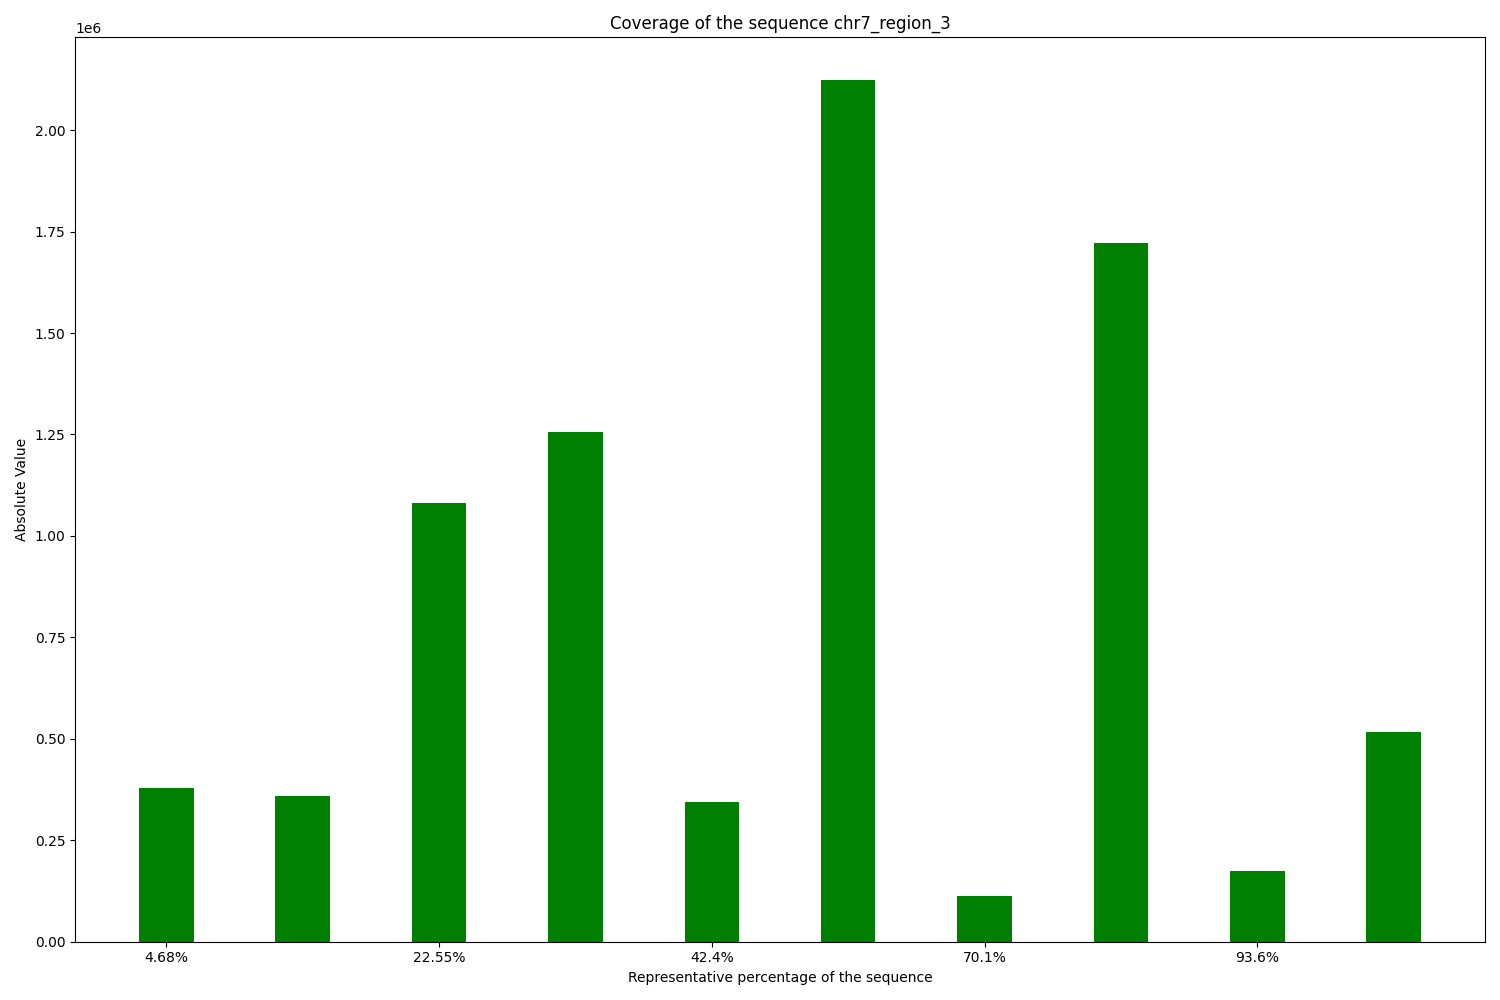 Coverage of the sequence chr7_region_3
1e6
2.00
1.75
1.50
1.25
1.00
0.75
0.50
0.25
0.00
Absolute Value
4.68% 22.55% 42.4% 70.1% 93.6%
Representative percentage of the sequence